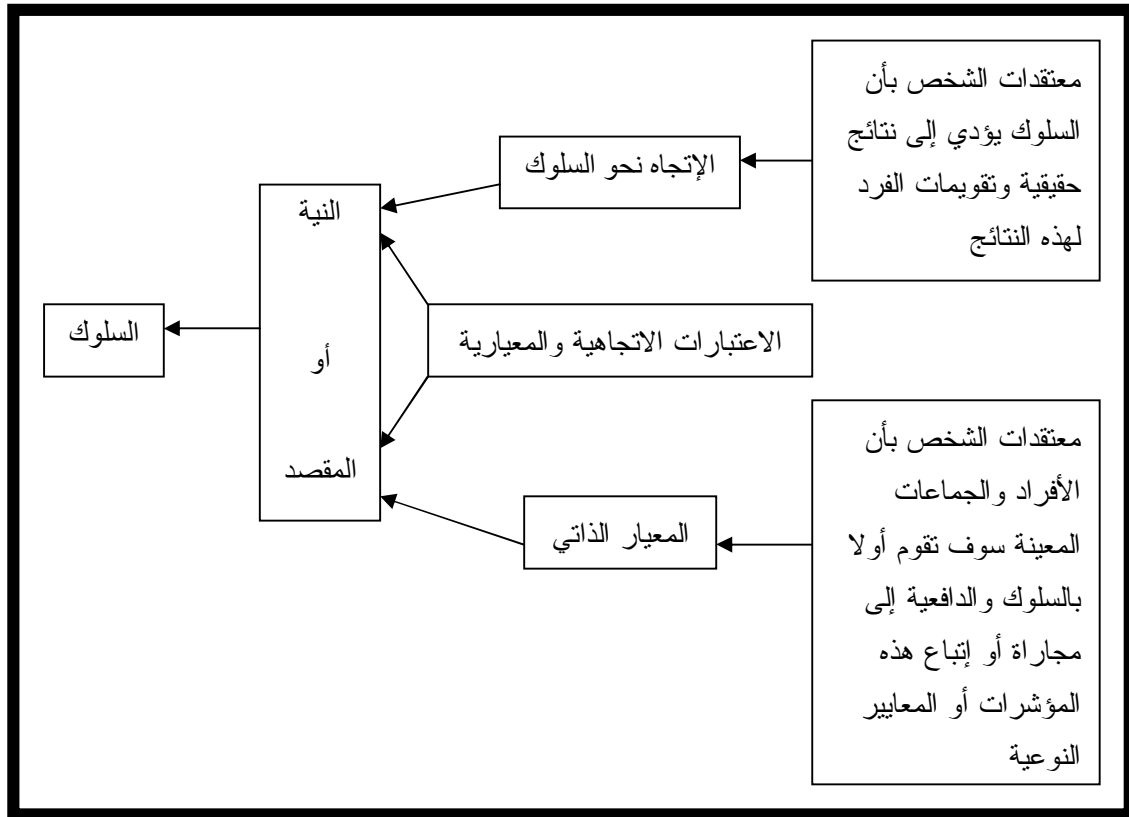 معتقدات الشخص بأن
السلوك يؤدي إلى نتائج
حقيقية وتقويمات الفرد
لهذه النتائج
الإتجاه نحو السلوك
النية
أو
المقصد
السلوك
الاعتبارات الاتجاهية والمعيارية
معتقدات الشخص بأن
الأفراد والجماعات
المعينة سوف تقوم أولا
بالسلوك والدافعية إلى
مجاراة أو إتباع هذه
المؤشرات أو المعايير
النوعية
المعيار الذاتي